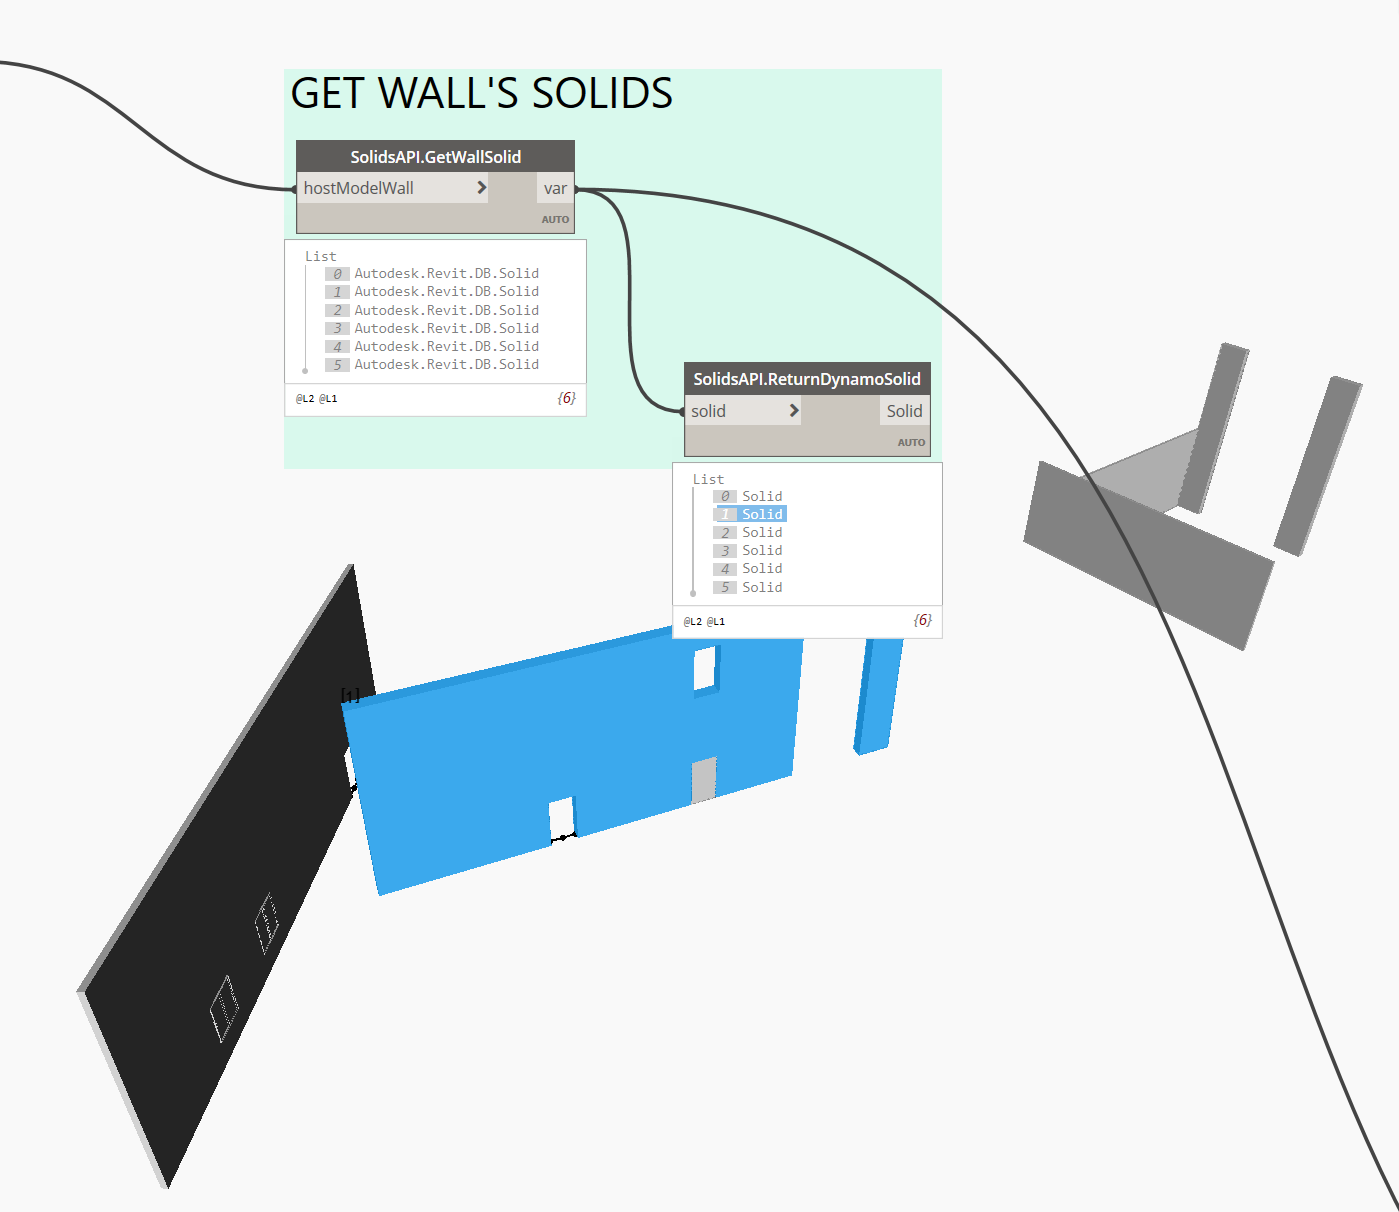 GET WALL'S SOLIDS
SolidsAPI.GetWallSolid
hostModelWall > var
AUTO
List
0 Autodesk.Revit.DB.Solid
1 Autodesk.Revit.DB.Solid
2 Autodesk.Revit.DB.Solid
3 Autodesk.Revit.DB.Solid
4 Autodesk.Revit.DB.Solid
5 Autodesk.Revit.DB.Solid
@L2 @L1 {6}
SolidsAPI.ReturnDynamoSolid
solid > Solid
AUTO
List
0 Solid
1 Solid
2 Solid
3 Solid
4 Solid
5 Solid
@L2 @L1 {6}
[1]